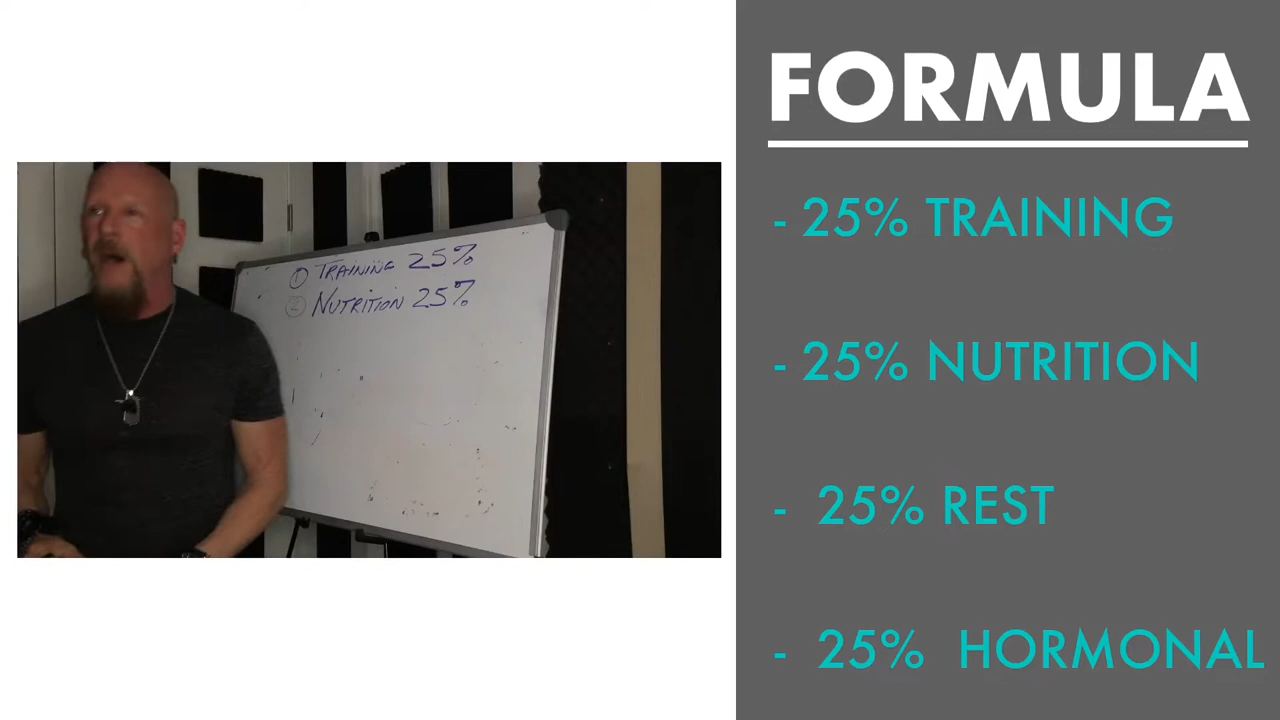 ① TRAINING 25%
② NUTRITION 25%
FORMULA
- 25% TRAINING
- 25% NUTRITION
- 25% REST
- 25% HORMONAL